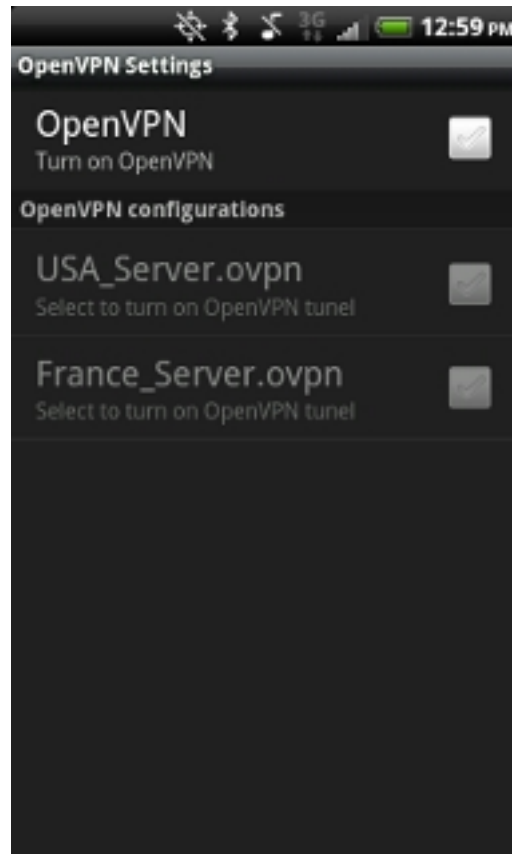 3G 12:59 PM
OpenVPN Settings
OpenVPN
Turn on OpenVPN
OpenVPN configurations
USA_Server.ovpn
Select to turn on OpenVPN tunel
France_Server.ovpn
Select to turn on OpenVPN tunel